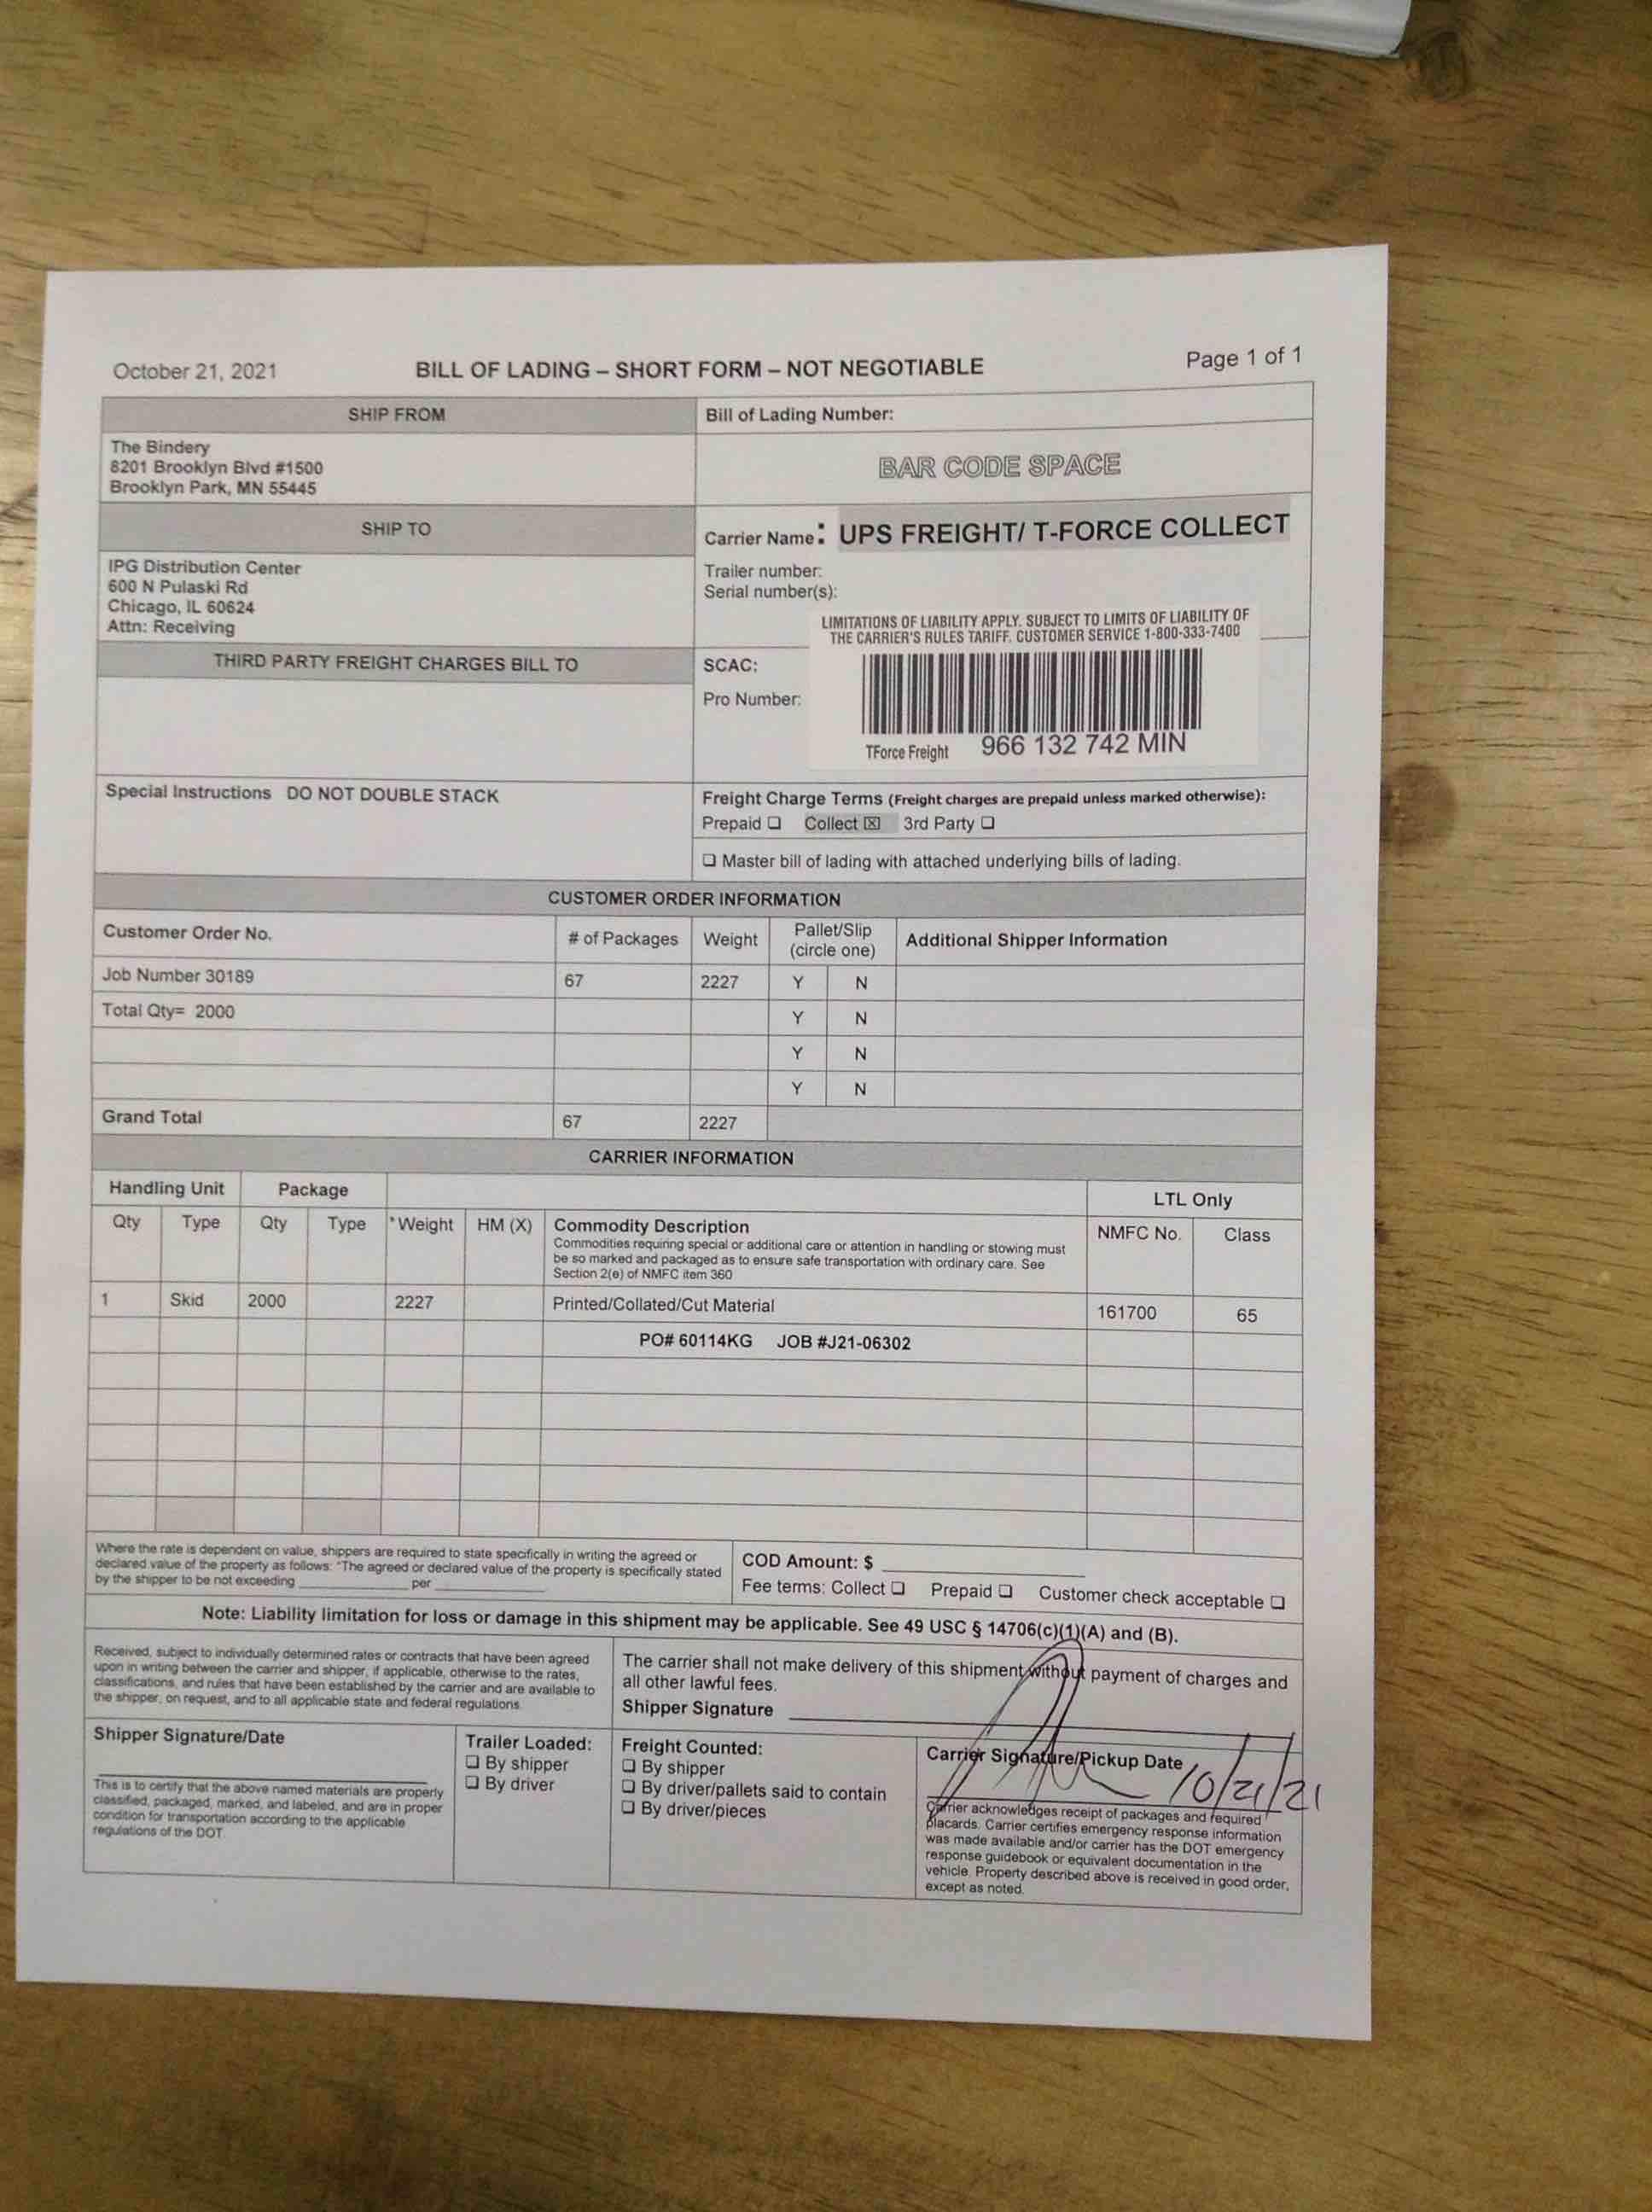 October 21, 2021
BILL OF LADING – SHORT FORM – NOT NEGOTIABLE
Page 1 of 1
SHIP FROM
The Bindery
8201 Brooklyn Blvd #1500
Brooklyn Park, MN 55445
Bill of Lading Number:
BAR CODE SPACE
SHIP TO
IPG Distribution Center
600 N Pulaski Rd
Chicago, IL 60624
Attn: Receiving
Carrier Name: UPS FREIGHT/ T-FORCE COLLECT
Trailer number:
Serial number(s):
LIMITATIONS OF LIABILITY APPLY. SUBJECT TO LIMITS OF LIABILITY OF
THE CARRIER'S RULES TARIFF. CUSTOMER SERVICE 1-800-333-7400
THIRD PARTY FREIGHT CHARGES BILL TO
SCAC:
Pro Number:
TForce Freight 966 132 742 MIN
Special Instructions DO NOT DOUBLE STACK
Freight Charge Terms (Freight charges are prepaid unless marked otherwise):
Prepaid ❑ Collect ☒ 3rd Party ❑
❑ Master bill of lading with attached underlying bills of lading.
CUSTOMER ORDER INFORMATION
Customer Order No. # of Packages Weight Pallet/Slip (circle one) Additional Shipper Information
Job Number 30189 67 2227 Y N
Total Qty= 2000 Y N
Y N
Y N
Grand Total 67 2227
CARRIER INFORMATION
Handling Unit Package LTL Only
Qty Type Qty Type *Weight HM (X) Commodity Description NMFC No. Class
Commodities requiring special or additional care or attention in handling or stowing must
be so marked and packaged as to ensure safe transportation with ordinary care. See
Section 2(e) of NMFC item 360
1 Skid 2000 2227 Printed/Collated/Cut Material 161700 65
PO# 60114KG JOB #J21-06302
Where the rate is dependent on value, shippers are required to state specifically in writing the agreed or
declared value of the property as follows: "The agreed or declared value of the property is specifically stated
by the shipper to be not exceeding ______ per ______
COD Amount: $ ______
Fee terms: Collect ❑ Prepaid ❑ Customer check acceptable ❑
Note: Liability limitation for loss or damage in this shipment may be applicable. See 49 USC § 14706(c)(1)(A) and (B).
Received, subject to individually determined rates or contracts that have been agreed
upon in writing between the carrier and shipper, if applicable, otherwise to the rates,
classifications, and rules that have been established by the carrier and are available to
the shipper, on request, and to all applicable state and federal regulations.
The carrier shall not make delivery of this shipment without payment of charges and
all other lawful fees.
Shipper Signature
Shipper Signature/Date
This is to certify that the above named materials are properly
classified, packaged, marked, and labeled, and are in proper
condition for transportation according to the applicable
regulations of the DOT.
Trailer Loaded:
❑ By shipper
❑ By driver
Freight Counted:
❑ By shipper
❑ By driver/pallets said to contain
❑ By driver/pieces
Carrier Signature/Pickup Date
10/21/21
Carrier acknowledges receipt of packages and required
placards. Carrier certifies emergency response information
was made available and/or carrier has the DOT emergency
response guidebook or equivalent documentation in the
vehicle. Property described above is received in good order,
except as noted.